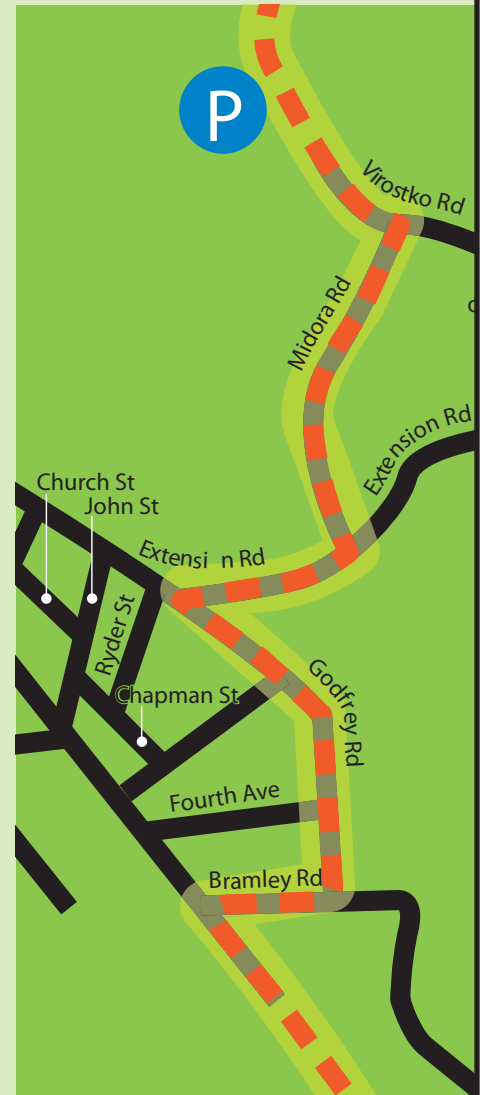 P
Virostko Rd
Midora Rd
Extension Rd
Church St
John St
Extensi n Rd
Ryder St
Godfrey Rd
Chapman St
Fourth Ave
Bramley Rd